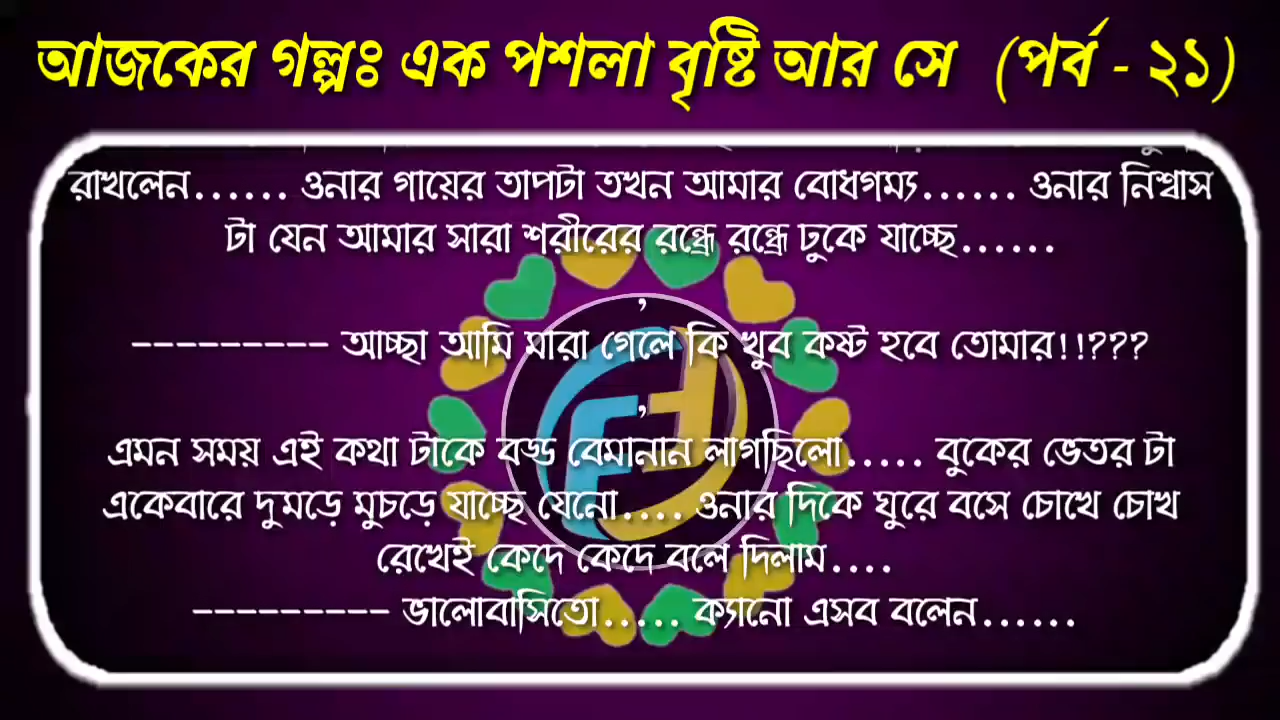 আজকের গল্পঃ এক পশলা বৃষ্টি আর সে (পর্ব - ২১)
রাখলেন...... ওনার গায়ের তাপটা তখন আমার বোধগম্য...... ওনার নিশ্বাস
টা যেন আমার সারা শরীরের রন্ধ্রে রন্ধ্রে ঢুকে যাচ্ছে......
,
--------- আচ্ছা আমি মারা গেলে কি খুব কষ্ট হবে তোমার!!???
,
এমন সময় এই কথা টাকে বড্ড বেমানান লাগছিলো..... বুকের ভেতর টা
একেবারে দুমড়ে মুচড়ে যাচ্ছে যেনো.... ওনার দিকে ঘুরে বসে চোখে চোখ
রেখেই কেদে কেদে বলে দিলাম....
--------- ভালোবাসিতো..... ক্যানো এসব বলেন......